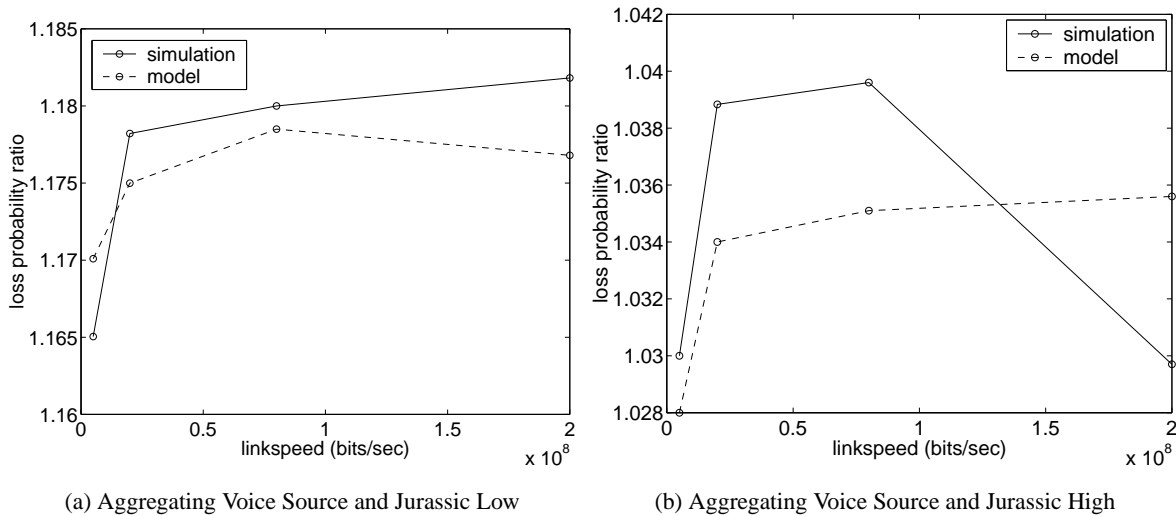 1.185
1.18
1.175
1.17
1.165
1.16
loss probability ratio
simulation
model
0
0.5
1
1.5
2
linkspeed (bits/sec)
x 10^8
(a) Aggregating Voice Source and Jurassic Low
1.042
1.04
1.038
1.036
1.034
1.032
1.03
1.028
loss probability ratio
simulation
model
0
0.5
1
1.5
2
linkspeed (bits/sec)
x 10^8
(b) Aggregating Voice Source and Jurassic High